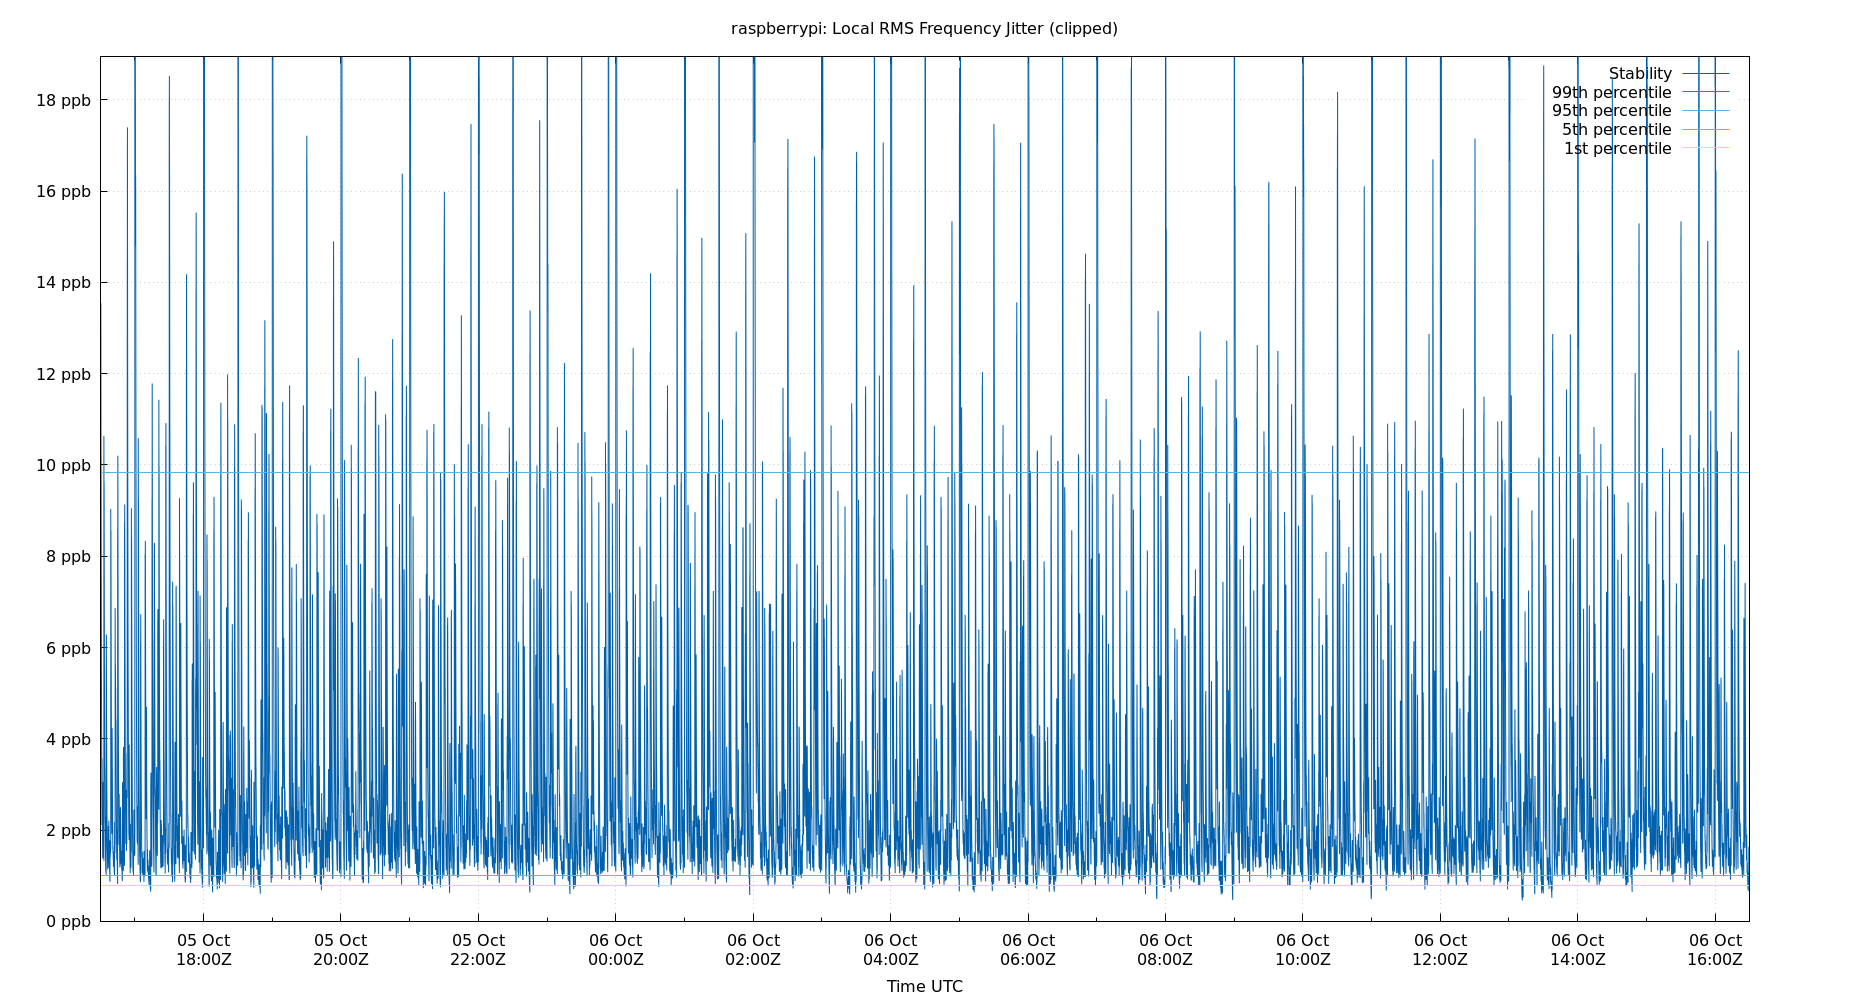 raspberrypi: Local RMS Frequency Jitter (clipped)
Stability
99th percentile
95th percentile
5th percentile
1st percentile
18 ppb
16 ppb
14 ppb
12 ppb
10 ppb
8 ppb
6 ppb
4 ppb
2 ppb
0 ppb
05 Oct 05 Oct 05 Oct 06 Oct 06 Oct 06 Oct 06 Oct 06 Oct 06 Oct 06 Oct 06 Oct 06 Oct
18:00Z 20:00Z 22:00Z 00:00Z 02:00Z 04:00Z 06:00Z 08:00Z 10:00Z 12:00Z 14:00Z 16:00Z
Time UTC